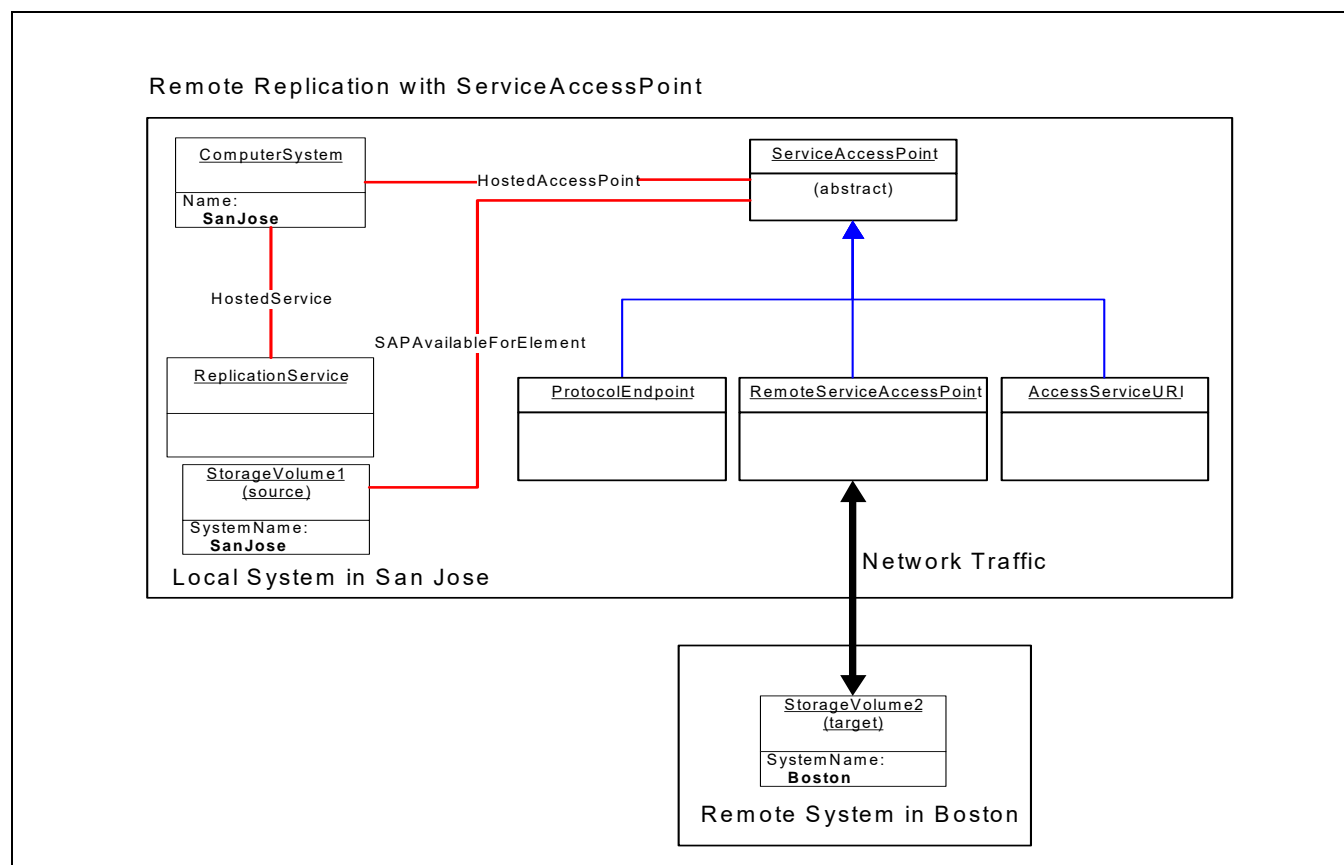 Remote Replication with ServiceAccessPoint
ComputerSystem
Name:
SanJose
HostedAccessPoint
ServiceAccessPoint
(abstract)
HostedService
SAPAvailableForElement
ReplicationService
ProtocolEndpoint
RemoteServiceAccessPoint
AccessServiceURI
StorageVolume1
(source)
SystemName:
SanJose
Local System in San Jose
Network Traffic
StorageVolume2
(target)
SystemName:
Boston
Remote System in Boston